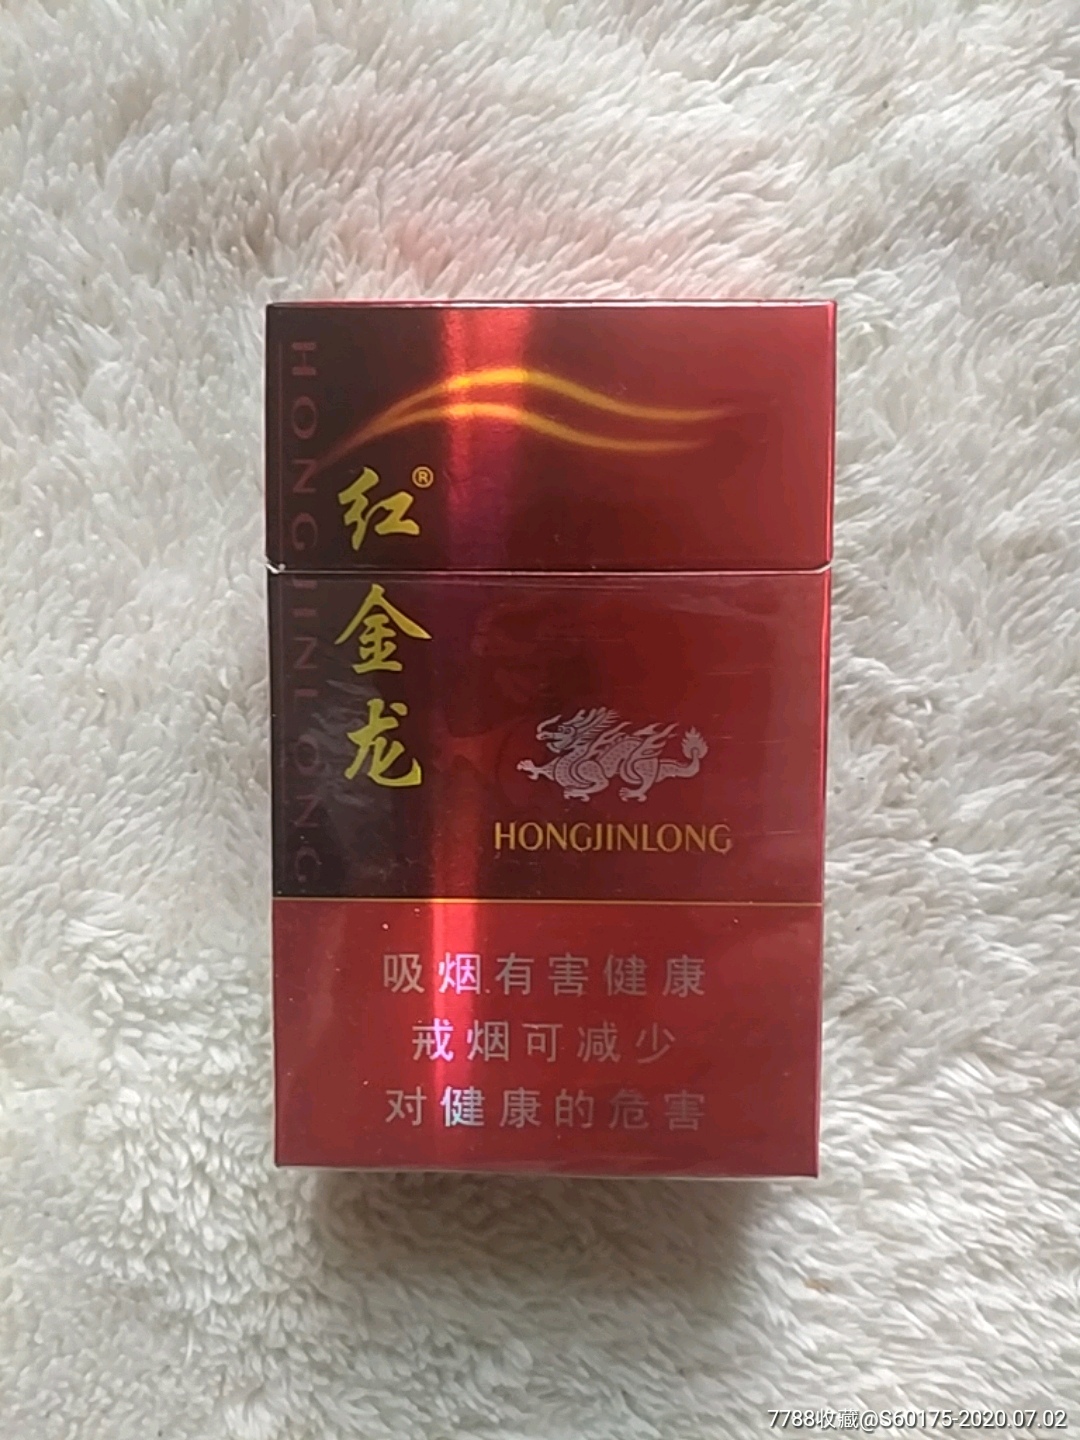 HONGJINLONG
红®
金
龙
HONGJINLONG
吸烟有害健康
戒烟可减少
对健康的危害
7788收藏@S60175-2020.07.02